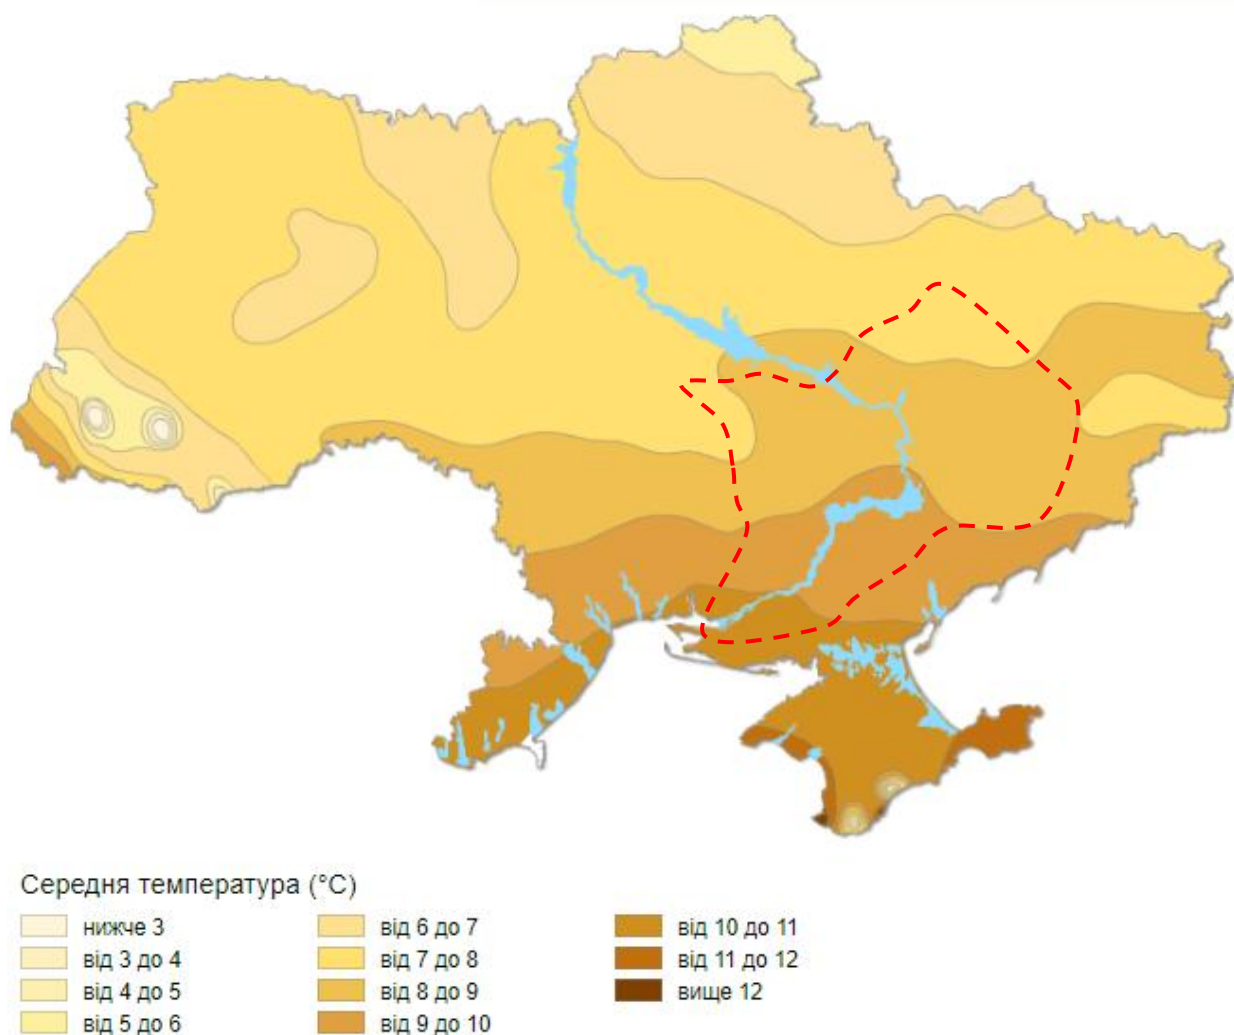 Середня температура (°C)
нижче 3
від 3 до 4
від 4 до 5
від 5 до 6
від 6 до 7
від 7 до 8
від 8 до 9
від 9 до 10
від 10 до 11
від 11 до 12
вище 12